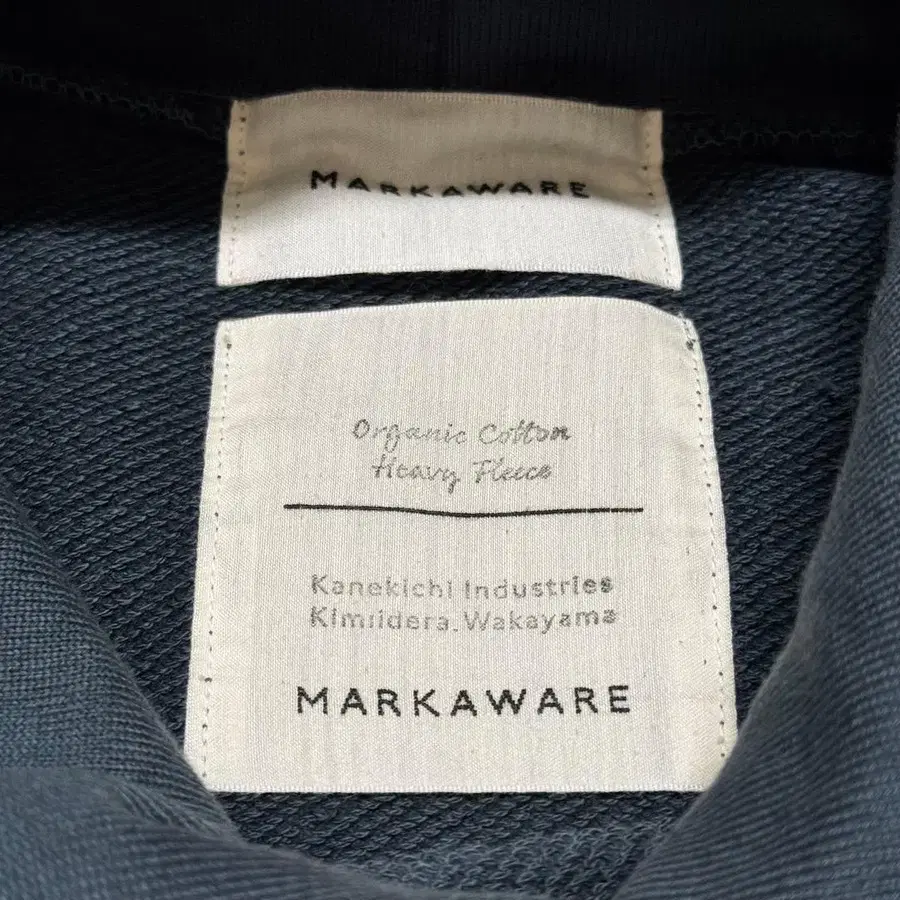 MARKAWARE
Organic Cotton
Heavy Fleece
Kanekichi Industries
Kimiidera.Wakayama
MARKAWARE